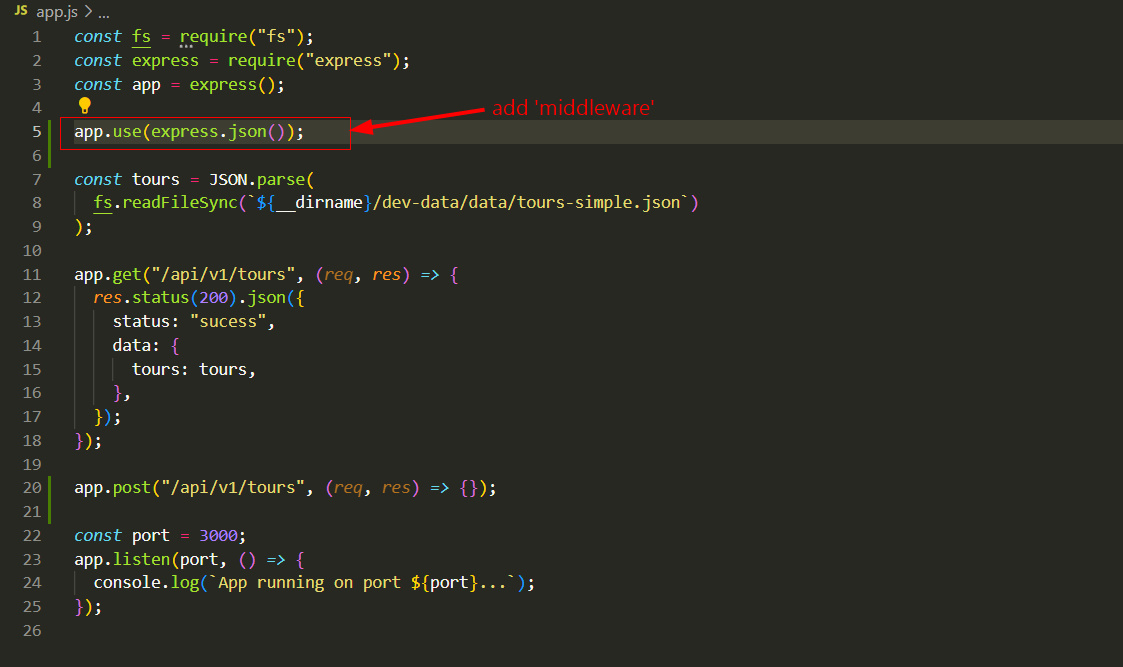 JS app.js > ...
1 const fs = require("fs");
2 const express = require("express");
3 const app = express();
4
add 'middleware'
5 app.use(express.json());
6
7 const tours = JSON.parse(
8 fs.readFileSync(`${__dirname}/dev-data/data/tours-simple.json`)
9 );
10
11 app.get("/api/v1/tours", (req, res) => {
12 res.status(200).json({
13 status: "sucess",
14 data: {
15 tours: tours,
16 },
17 });
18 });
19
20 app.post("/api/v1/tours", (req, res) => {});
21
22 const port = 3000;
23 app.listen(port, () => {
24 console.log(`App running on port ${port}...`);
25 });
26